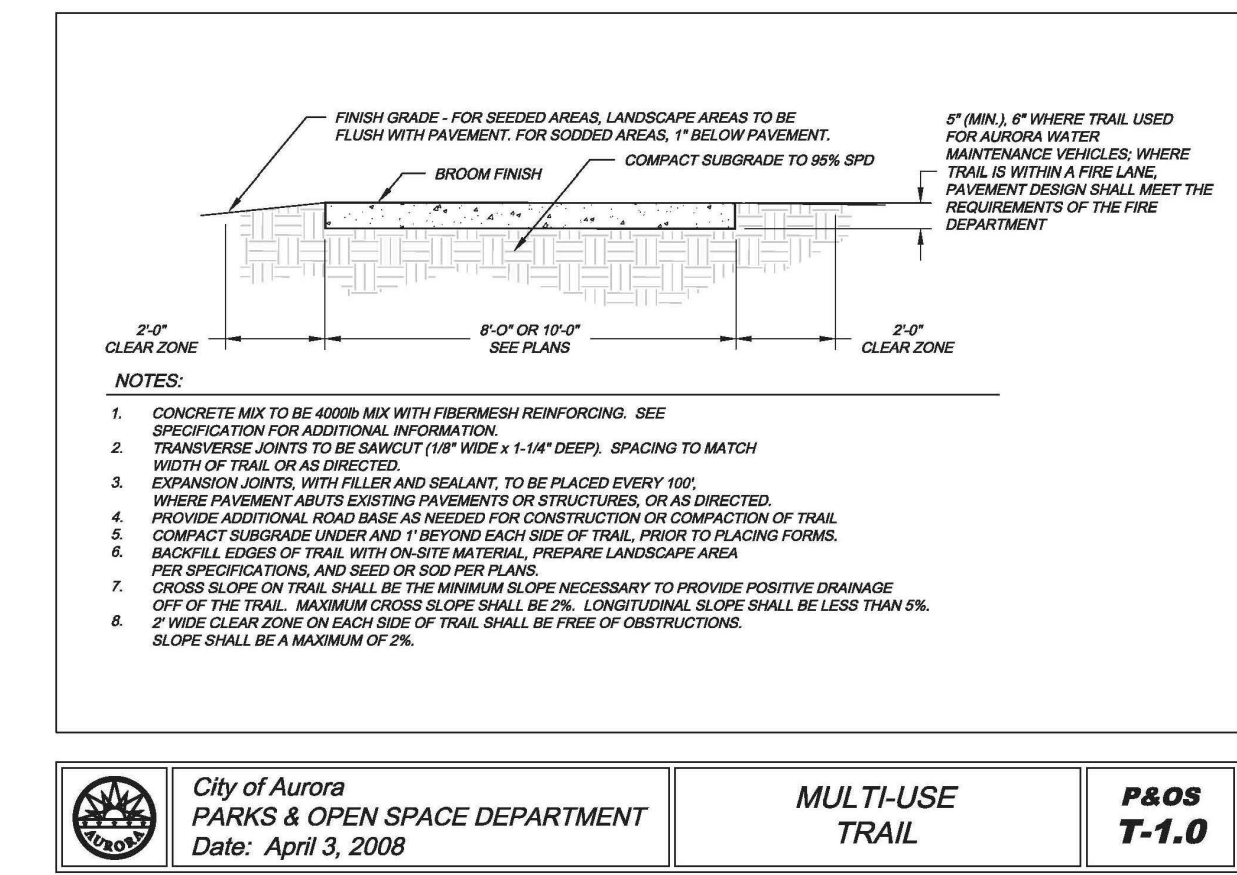 FINISH GRADE - FOR SEEDED AREAS, LANDSCAPE AREAS TO BE
FLUSH WITH PAVEMENT. FOR SODDED AREAS, 1" BELOW PAVEMENT.
COMPACT SUBGRADE TO 95% SPD
BROOM FINISH
5" (MIN.), 6" WHERE TRAIL USED
FOR AURORA WATER
MAINTENANCE VEHICLES; WHERE
TRAIL IS WITHIN A FIRE LANE,
PAVEMENT DESIGN SHALL MEET THE
REQUIREMENTS OF THE FIRE
DEPARTMENT
2'-0"
CLEAR ZONE
8'-O" OR 10'-0"
SEE PLANS
2'-0"
CLEAR ZONE
NOTES:
1. CONCRETE MIX TO BE 4000lb MIX WITH FIBERMESH REINFORCING. SEE
SPECIFICATION FOR ADDITIONAL INFORMATION.
2. TRANSVERSE JOINTS TO BE SAWCUT (1/8" WIDE x 1-1/4" DEEP). SPACING TO MATCH
WIDTH OF TRAIL OR AS DIRECTED.
3. EXPANSION JOINTS, WITH FILLER AND SEALANT, TO BE PLACED EVERY 100',
WHERE PAVEMENT ABUTS EXISTING PAVEMENTS OR STRUCTURES, OR AS DIRECTED.
4. PROVIDE ADDITIONAL ROAD BASE AS NEEDED FOR CONSTRUCTION OR COMPACTION OF TRAIL
5. COMPACT SUBGRADE UNDER AND 1' BEYOND EACH SIDE OF TRAIL, PRIOR TO PLACING FORMS.
6. BACKFILL EDGES OF TRAIL WITH ON-SITE MATERIAL, PREPARE LANDSCAPE AREA
PER SPECIFICATIONS, AND SEED OR SOD PER PLANS.
7. CROSS SLOPE ON TRAIL SHALL BE THE MINIMUM SLOPE NECESSARY TO PROVIDE POSITIVE DRAINAGE
OFF OF THE TRAIL. MAXIMUM CROSS SLOPE SHALL BE 2%. LONGITUDINAL SLOPE SHALL BE LESS THAN 5%.
8. 2' WIDE CLEAR ZONE ON EACH SIDE OF TRAIL SHALL BE FREE OF OBSTRUCTIONS.
SLOPE SHALL BE A MAXIMUM OF 2%.
AURORA
City of Aurora
PARKS & OPEN SPACE DEPARTMENT
Date: April 3, 2008
MULTI-USE
TRAIL
P&OS
T-1.0